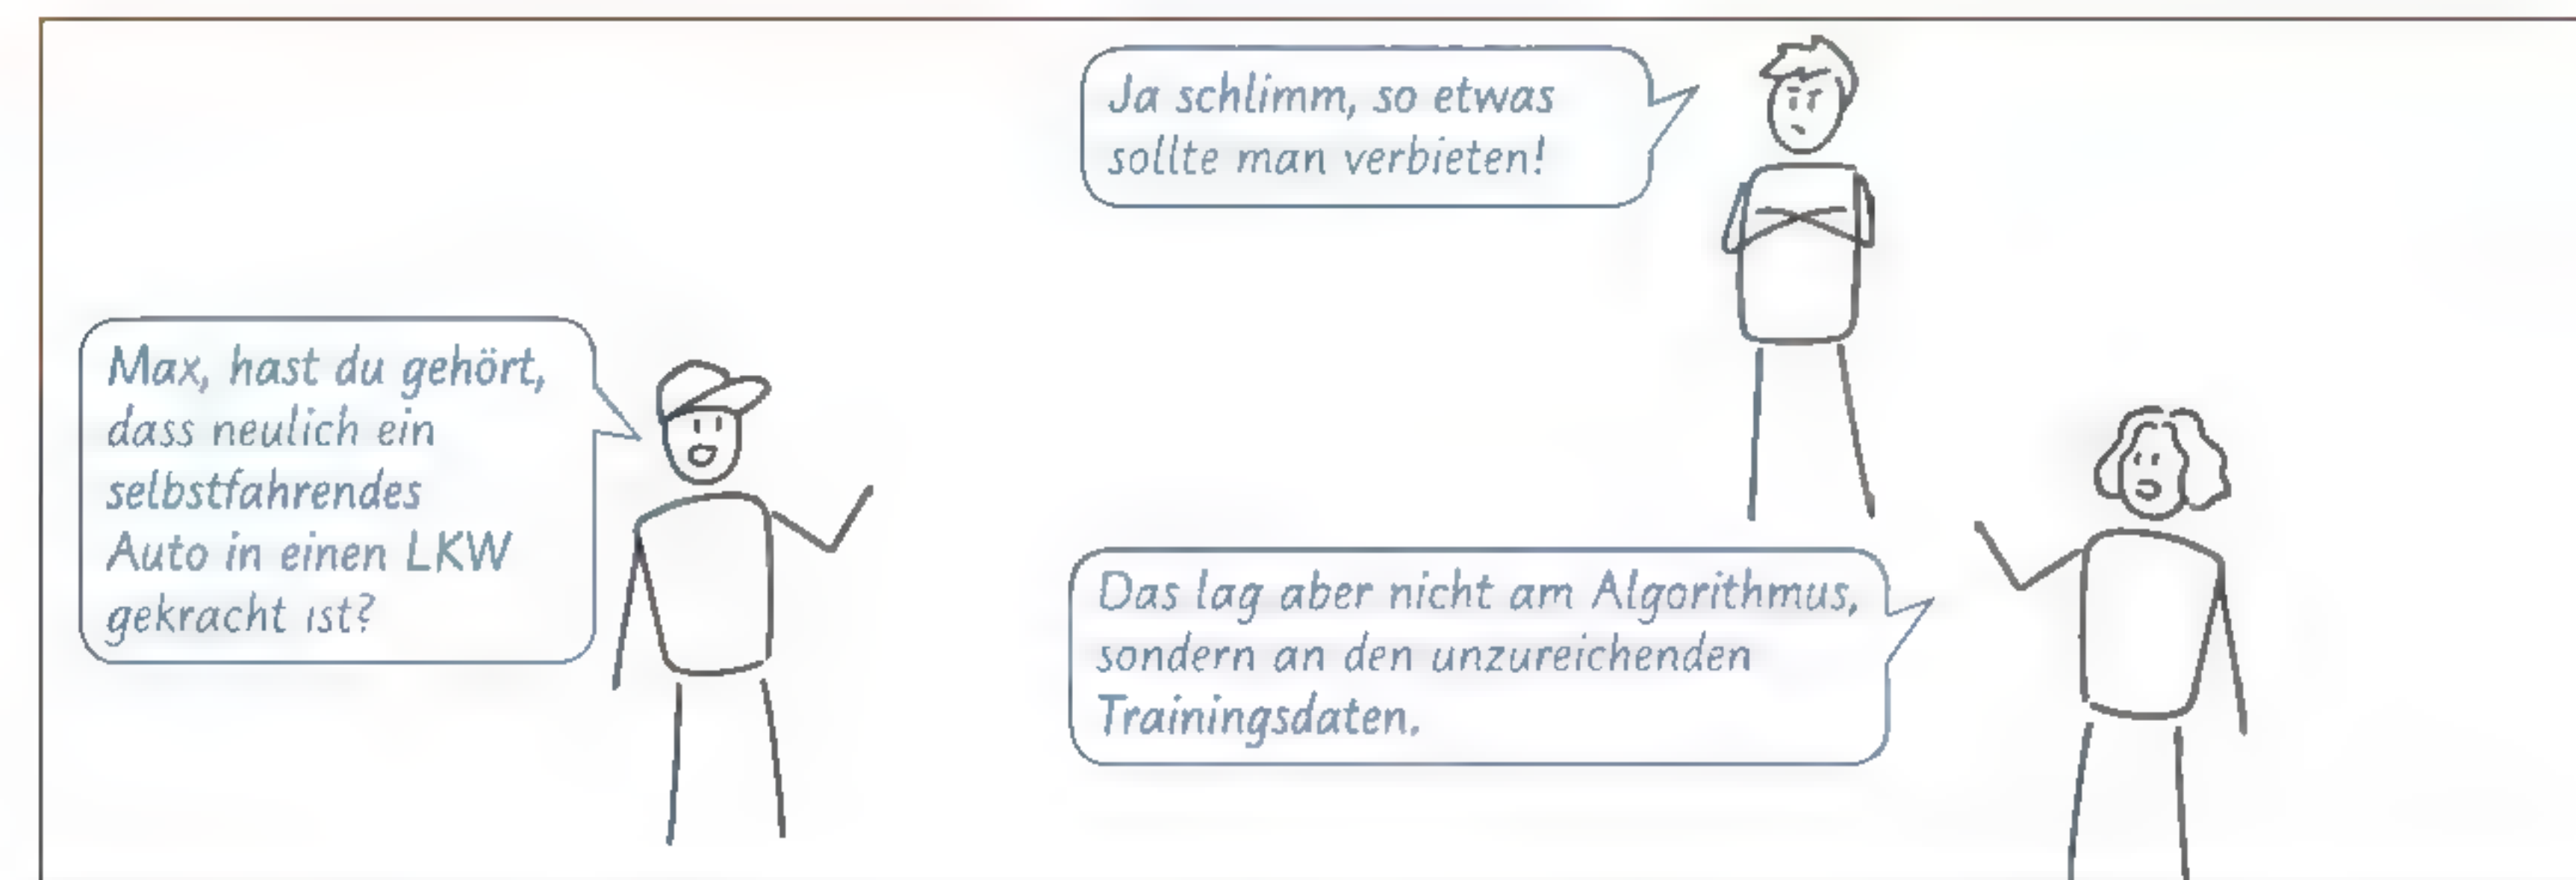 Ja schlimm, so etwas
sollte man verbieten!
Max, hast du gehört,
dass neulich ein
selbstfahrendes
Auto in einen LKW
gekracht ist?
Das lag aber nicht am Algorithmus,
sondern an den unzureichenden
Trainingsdaten.